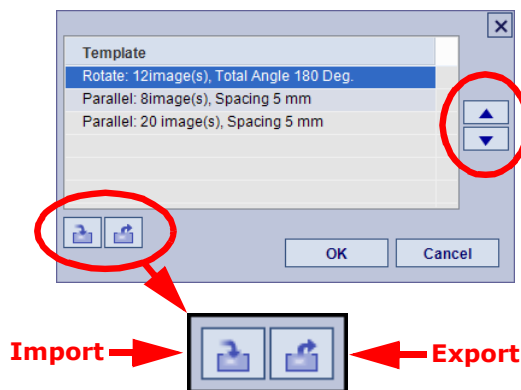 Template
Rotate: 12image(s), Total Angle 180 Deg.
Parallel: 8image(s), Spacing 5 mm
Parallel: 20 image(s), Spacing 5 mm
OK
Cancel
Import
Export